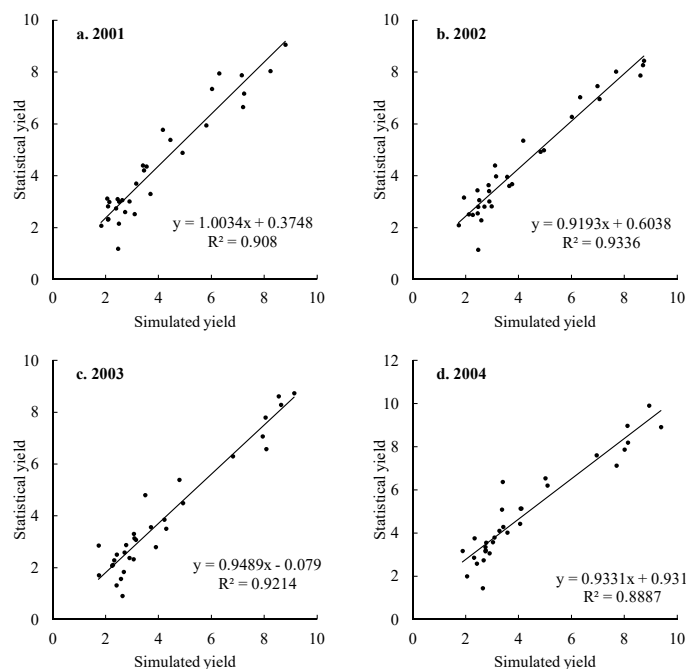 a. 2001
10
8
6
4
2
0
Statistical yield
y = 1.0034x + 0.3748
R² = 0.908
0 2 4 6 8 10
Simulated yield
b. 2002
10
8
6
4
2
0
Statistical yield
y = 0.9193x + 0.6038
R² = 0.9336
0 2 4 6 8 10
Simulated yield
c. 2003
10
8
6
4
2
0
Statistical yield
y = 0.9489x - 0.079
R² = 0.9214
0 2 4 6 8 10
Simulated yield
d. 2004
12
10
8
6
4
2
0
Statistical yield
y = 0.9331x + 0.931
R² = 0.8887
0 2 4 6 8 10
Simulated yield